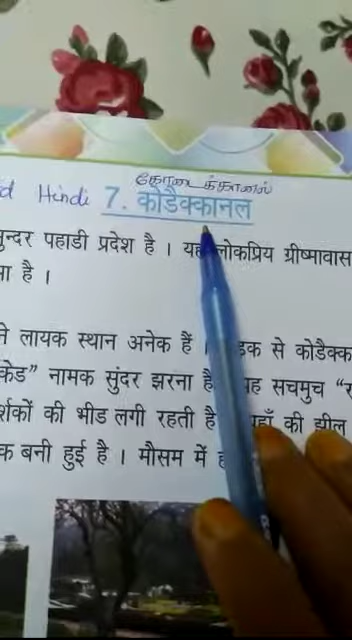 கோடைக்கானல்
d Hindi 7. कोडैक्कानल
सुन्दर पहाडी प्रदेश है । यह लोकप्रिय ग्रीष्मावास
है ।
ने लायक स्थान अनेक हैं । डक से कोडैक्क
केड” नामक सुंदर झरना है यह सचमुच “र
र्शकों की भीड लगी रहती है यहाँ की झील
क बनी हुई है । मौसम में ह